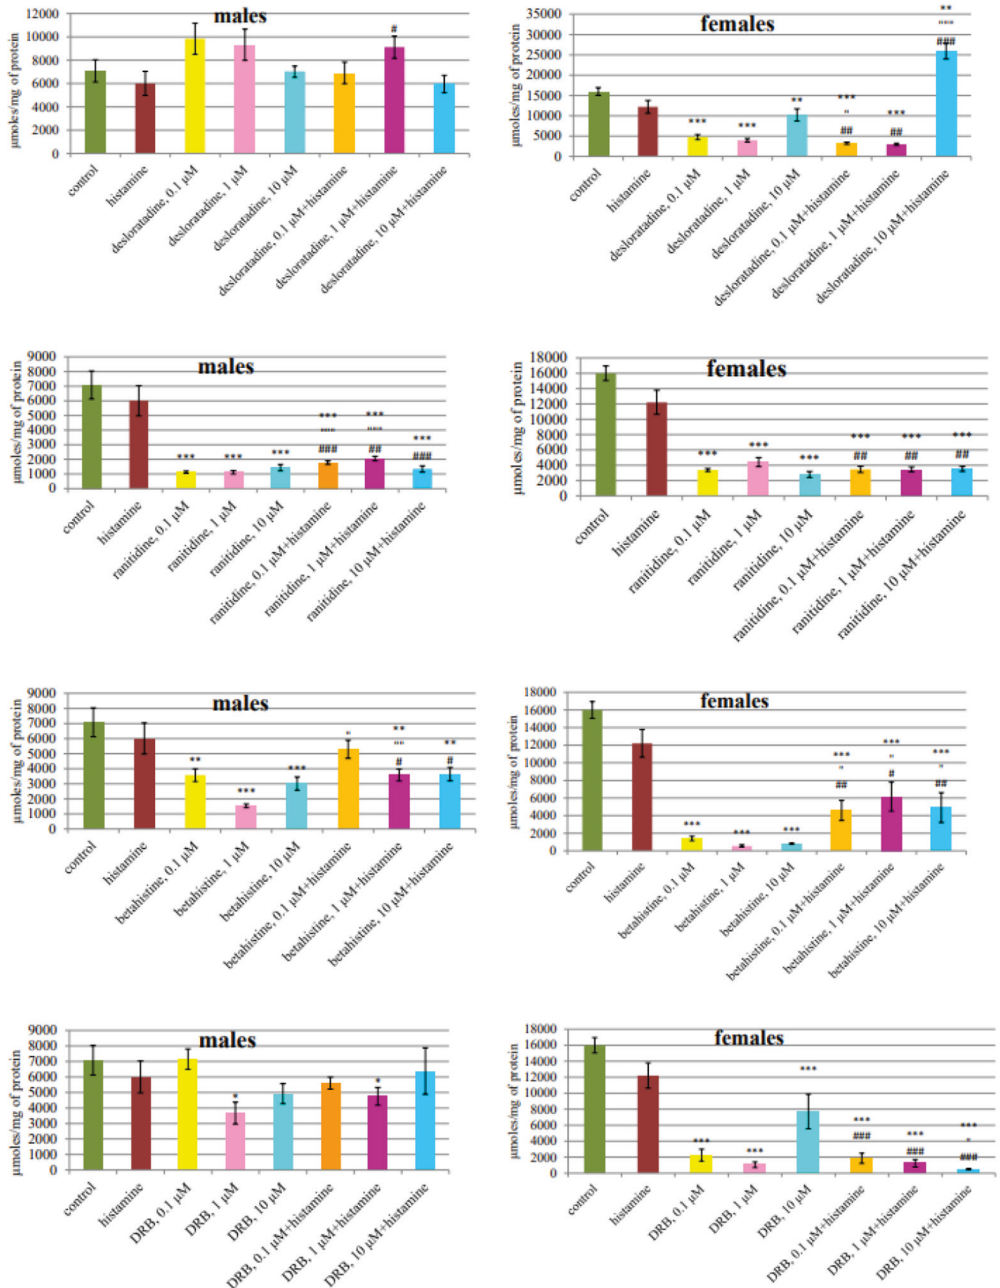 males
μmoles/mg of protein
12000
10000
8000
6000
4000
2000
0
#
control
histamine
desloratadine, 0.1 μM
desloratadine, 1 μM
desloratadine, 10 μM
desloratadine, 0.1 μM+histamine
desloratadine, 1 μM+histamine
desloratadine, 10 μM+histamine
females
μmoles/mg of protein
35000
30000
25000
20000
15000
10000
5000
0
***
***
**
***
"
##
***
##
**
"""
###
control
histamine
desloratadine, 0.1 μM
desloratadine, 1 μM
desloratadine, 10 μM
desloratadine, 0.1 μM+histamine
desloratadine, 1 μM+histamine
desloratadine, 10 μM+histamine
males
μmoles/mg of protein
9000
8000
7000
6000
5000
4000
3000
2000
1000
0
***
***
***
***
"""
###
***
"""
##
***
###
control
histamine
ranitidine, 0.1 μM
ranitidine, 1 μM
ranitidine, 10 μM
ranitidine, 0.1 μM+histamine
ranitidine, 1 μM+histamine
ranitidine, 10 μM+histamine
females
μmoles/mg of protein
18000
16000
14000
12000
10000
8000
6000
4000
2000
0
***
***
***
***
##
***
##
***
##
control
histamine
ranitidine, 0.1 μM
ranitidine, 1 μM
ranitidine, 10 μM
ranitidine, 0.1 μM+histamine
ranitidine, 1 μM+histamine
ranitidine, 10 μM+histamine
males
μmoles/mg of protein
9000
8000
7000
6000
5000
4000
3000
2000
1000
0
**
***
***
"
**
""
#
**
#
control
histamine
betahistine, 0.1 μM
betahistine, 1 μM
betahistine, 10 μM
betahistine, 0.1 μM+histamine
betahistine, 1 μM+histamine
betahistine, 10 μM+histamine
females
μmoles/mg of protein
18000
16000
14000
12000
10000
8000
6000
4000
2000
0
***
***
***
***
"
##
***
"
#
***
"
##
control
histamine
betahistine, 0.1 μM
betahistine, 1 μM
betahistine, 10 μM
betahistine, 0.1 μM+histamine
betahistine, 1 μM+histamine
betahistine, 10 μM+histamine
males
μmoles/mg of protein
9000
8000
7000
6000
5000
4000
3000
2000
1000
0
*
*
control
histamine
DRB, 0.1 μM
DRB, 1 μM
DRB, 10 μM
DRB, 0.1 μM+histamine
DRB, 1 μM+histamine
DRB, 10 μM+histamine
females
μmoles/mg of protein
18000
16000
14000
12000
10000
8000
6000
4000
2000
0
***
***
***
***
###
***
###
***
"
###
control
histamine
DRB, 0.1 μM
DRB, 1 μM
DRB, 10 μM
DRB, 0.1 μM+histamine
DRB, 1 μM+histamine
DRB, 10 μM+histamine